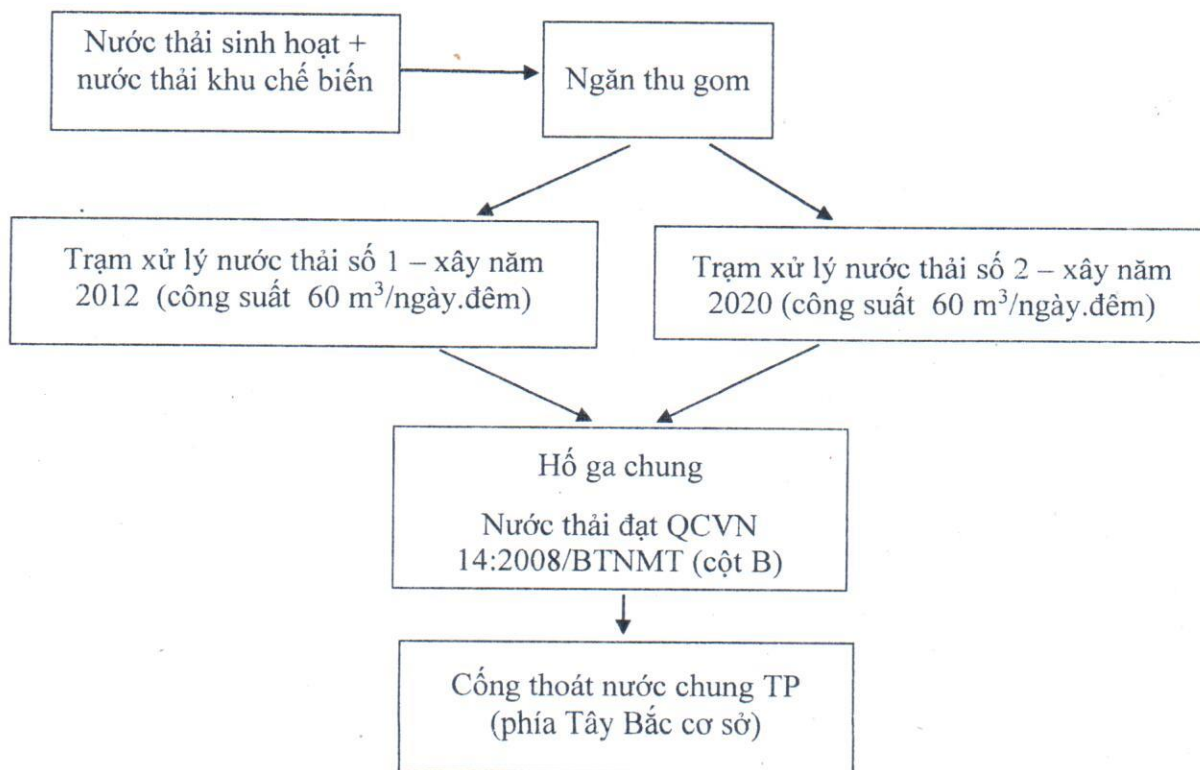 Nước thải sinh hoạt +
nước thải khu chế biến
Ngăn thu gom
Trạm xử lý nước thải số 1 – xây năm
2012 (công suất 60 m³/ngày.đêm)
Trạm xử lý nước thải số 2 – xây năm
2020 (công suất 60 m³/ngày.đêm)
Hố ga chung
Nước thải đạt QCVN
14:2008/BTNMT (cột B)
Cống thoát nước chung TP
(phía Tây Bắc cơ sở)